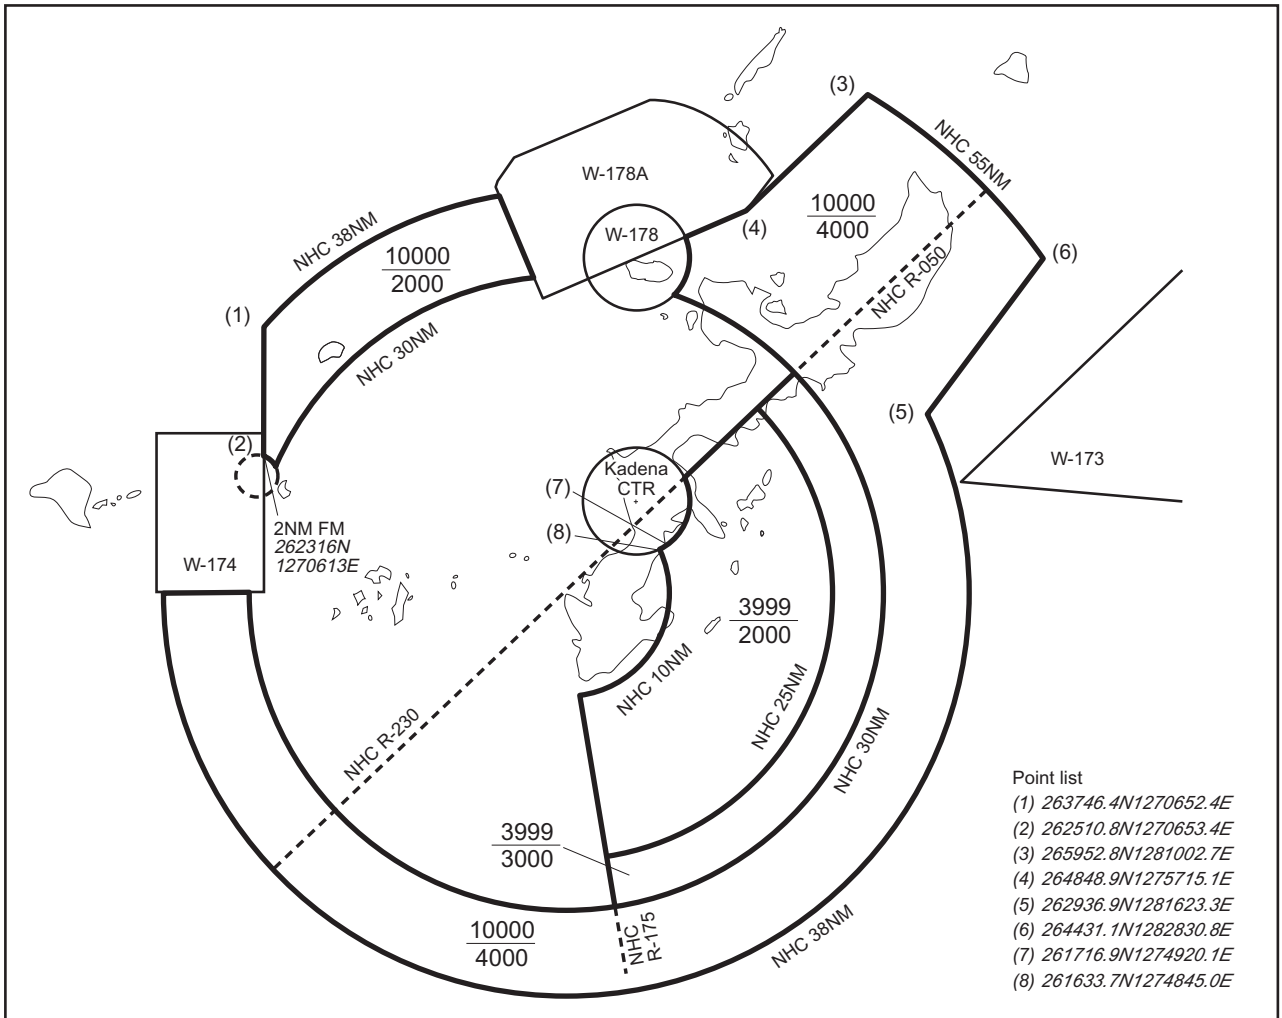 (3)
NHC 55NM
W-178A
10000
4000
(4)
W-178
(6)
NHC 38NM
10000
2000
NHC R-050
(1)
NHC 30NM
(5)
(2)
W-173
Kadena
CTR
(7)
(8)
2NM FM
262316N
1270613E
W-174
3999
2000
NHC 10NM
NHC 25NM
NHC R-230
NHC 30NM
3999
3000
NHC
R-175
10000
4000
NHC 38NM
Point list
(1) 263746.4N1270652.4E
(2) 262510.8N1270653.4E
(3) 265952.8N1281002.7E
(4) 264848.9N1275715.1E
(5) 262936.9N1281623.3E
(6) 264431.1N1282830.8E
(7) 261716.9N1274920.1E
(8) 261633.7N1274845.0E